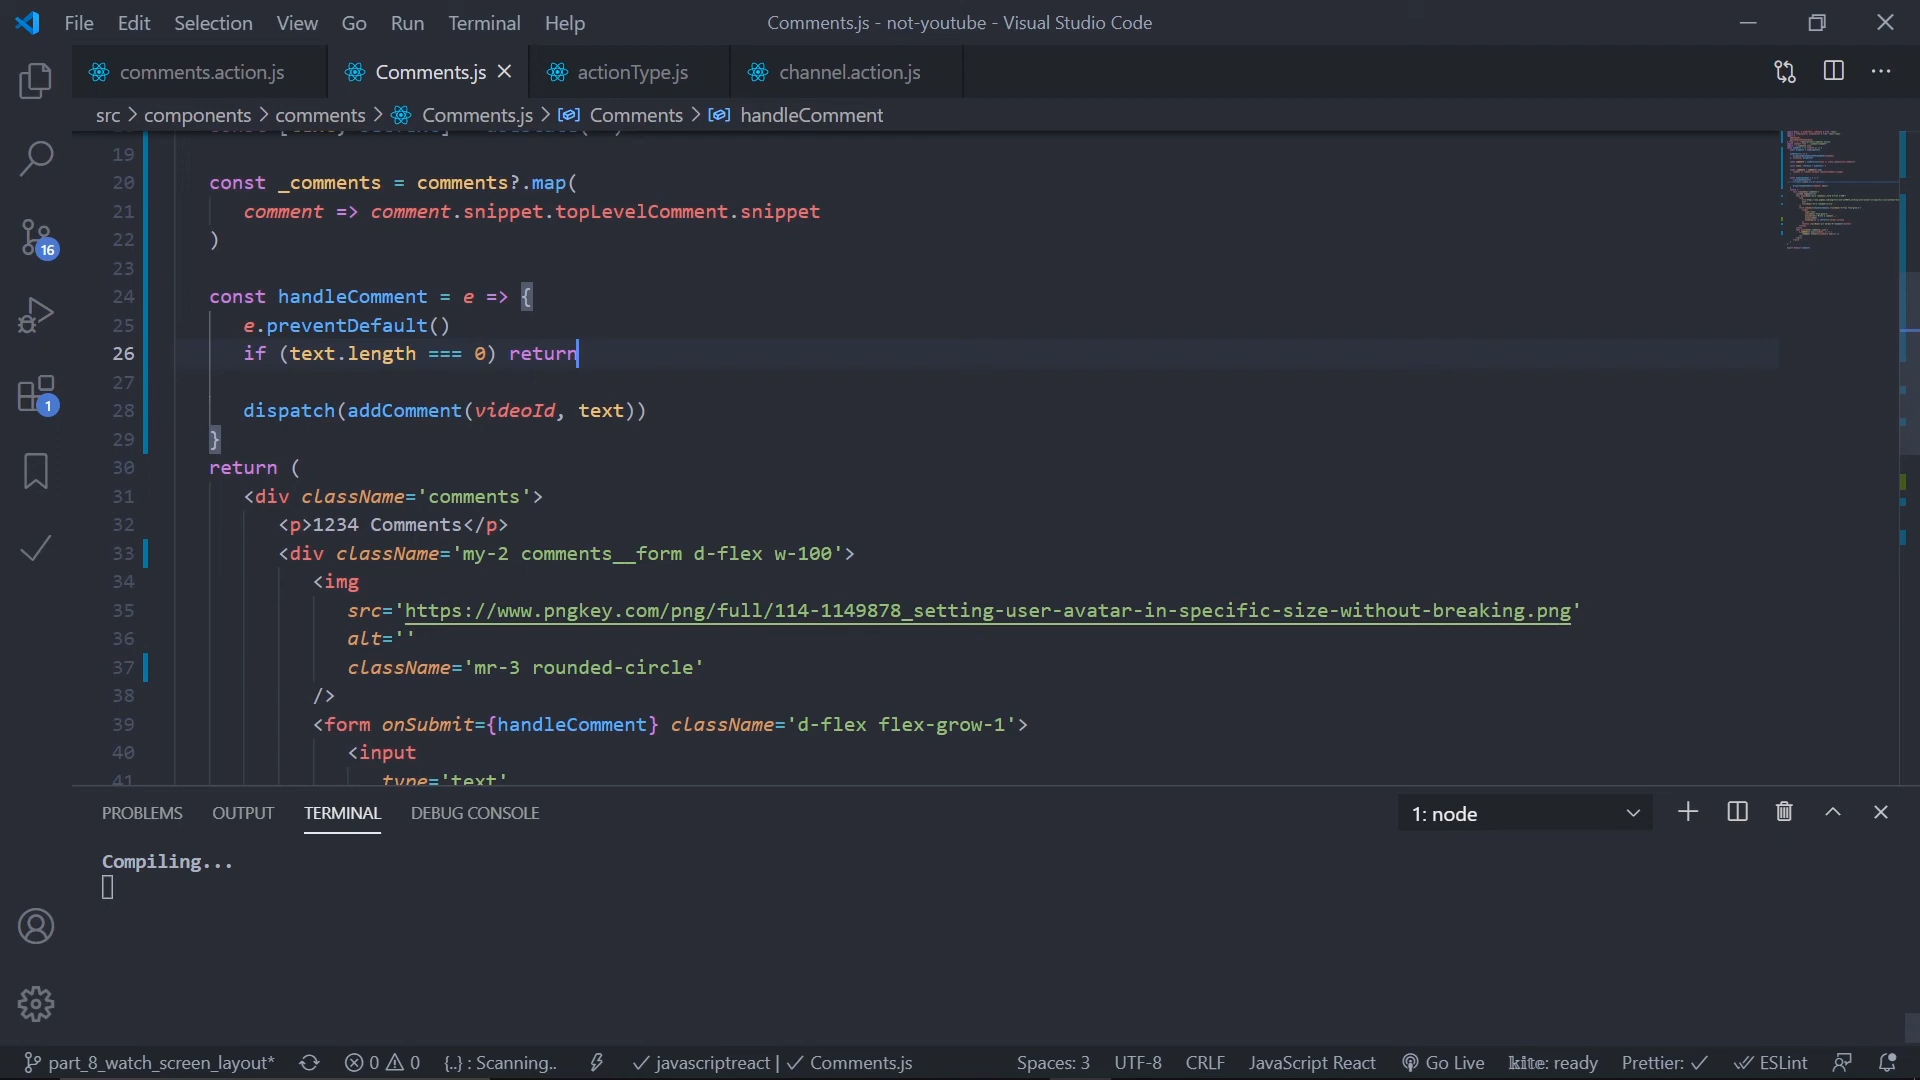 File Edit Selection View Go Run Terminal Help
Comments.js - not-youtube - Visual Studio Code
comments.action.js Comments.js actionType.js channel.action.js
src > components > comments > Comments.js > Comments > handleComment
19
20 const _comments = comments?.map(
21 comment => comment.snippet.topLevelComment.snippet
22 )
23
24 const handleComment = e => {
25 e.preventDefault()
26 if (text.length === 0) return
27
28 dispatch(addComment(videoId, text))
29 }
30 return (
31 <div className='comments'>
32 <p>1234 Comments</p>
33 <div className='my-2 comments__form d-flex w-100'>
34 <img
35 src='https://www.pngkey.com/png/full/114-1149878_setting-user-avatar-in-specific-size-without-breaking.png'
36 alt=''
37 className='mr-3 rounded-circle'
38 />
39 <form onSubmit={handleComment} className='d-flex flex-grow-1'>
40 <input
41 type='text'
16
1
PROBLEMS OUTPUT TERMINAL DEBUG CONSOLE
1: node
Compiling...
part_8_watch_screen_layout* 0 0 {..} : Scanning.. javascriptreact | Comments.js
Spaces: 3 UTF-8 CRLF JavaScript React Go Live kite: ready Prettier: ESLint